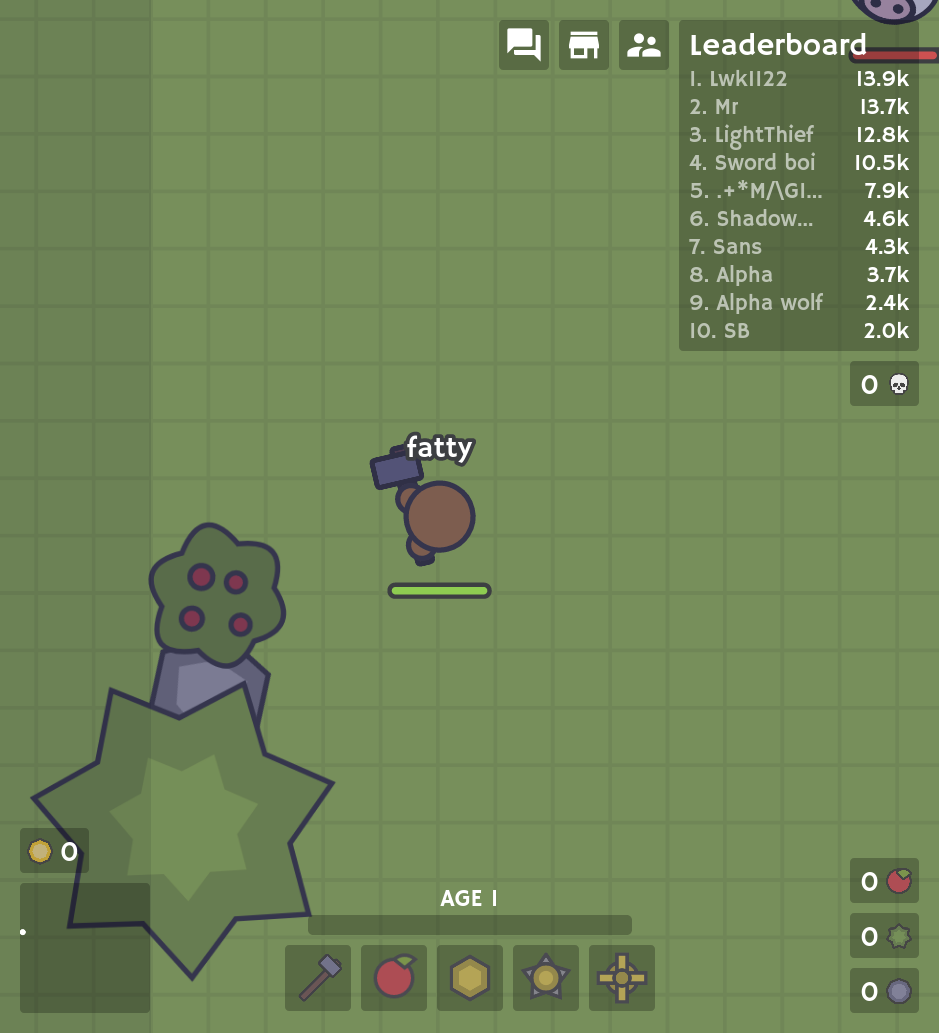 Leaderboard
1. Lwk1122 13.9k
2. Mr 13.7k
3. LightThief 12.8k
4. Sword boi 10.5k
5. .+*M/\GI... 7.9k
6. Shadow... 4.6k
7. Sans 4.3k
8. Alpha 3.7k
9. Alpha wolf 2.4k
10. SB 2.0k
0
fatty
0
AGE 1
0
0
0